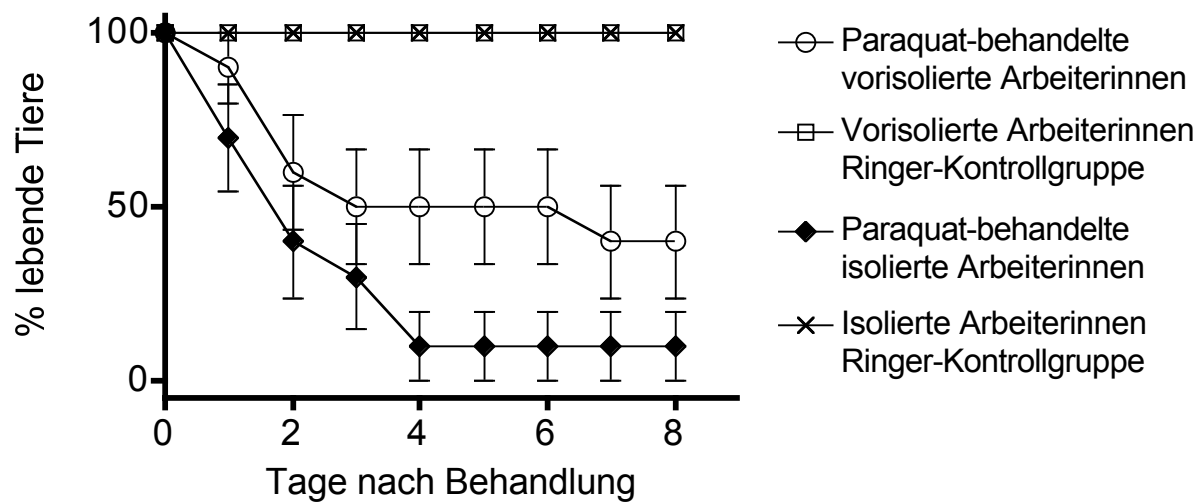 % lebende Tiere
100
50
0
0 2 4 6 8
Tage nach Behandlung
Paraquat-behandelte
vorisolierte Arbeiterinnen
Vorisolierte Arbeiterinnen
Ringer-Kontrollgruppe
Paraquat-behandelte
isolierte Arbeiterinnen
Isolierte Arbeiterinnen
Ringer-Kontrollgruppe